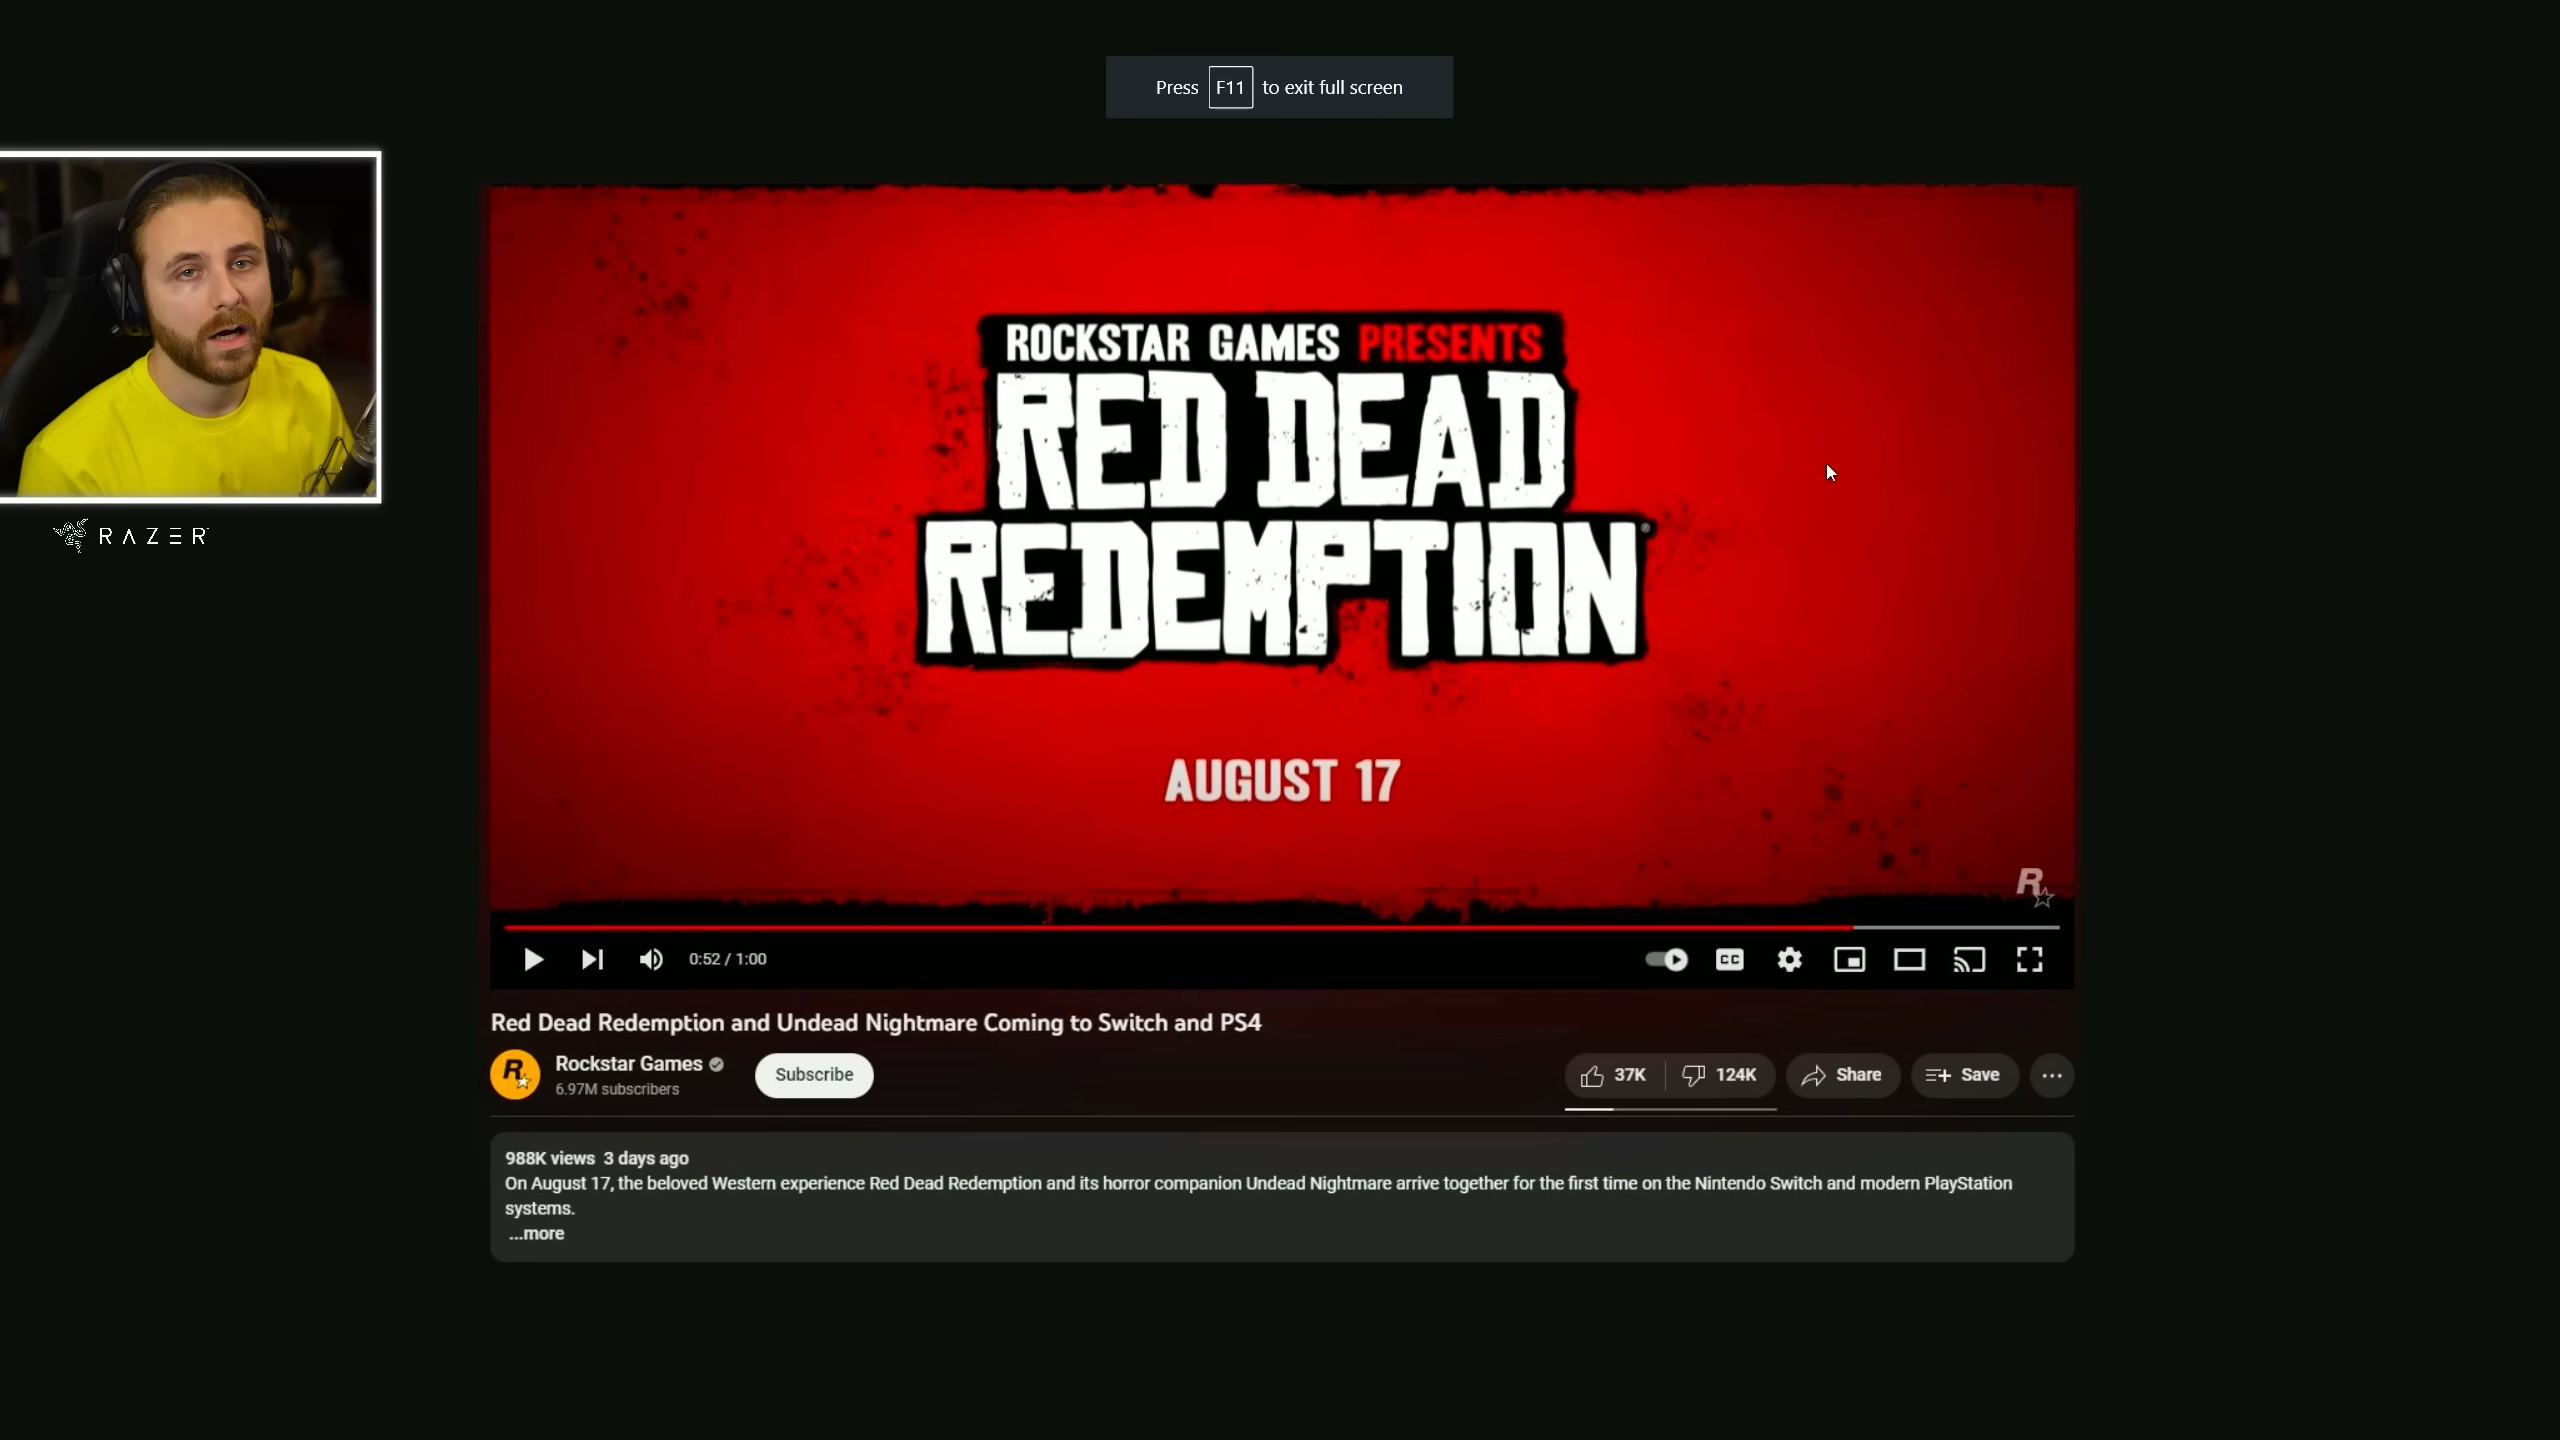 Press F11 to exit full screen
RAZER
ROCKSTAR GAMES PRESENTS
RED DEAD
REDEMPTION®
AUGUST 17
R
0:52 / 1:00
CC
Red Dead Redemption and Undead Nightmare Coming to Switch and PS4
R
Rockstar Games
6.97M subscribers
Subscribe
37K
124K
Share
Save
988K views 3 days ago
On August 17, the beloved Western experience Red Dead Redemption and its horror companion Undead Nightmare arrive together for the first time on the Nintendo Switch and modern PlayStation
systems.
...more